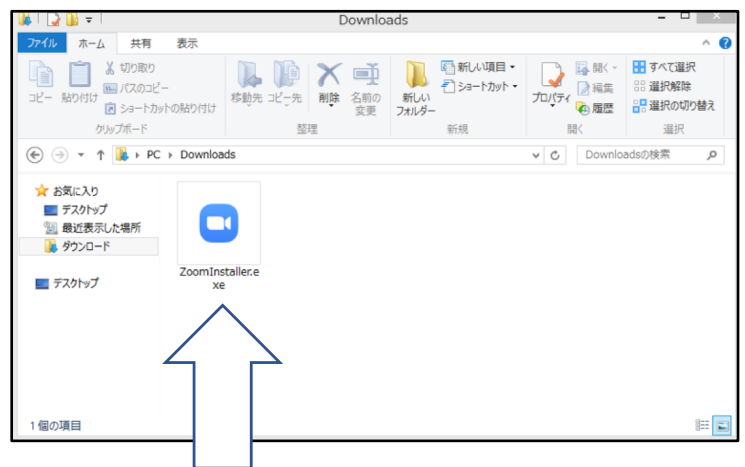 Downloads
ファイル ホーム 共有 表示
コピー 貼り付け 切り取り
パスのコピー
ショートカットの貼り付け
クリップボード
移動先 コピー先 削除 名前の
変更
整理
新しい
フォルダー
新しい項目
ショートカット
新規
プロパティ
開く
編集
履歴
開く
すべて選択
選択解除
選択の切り替え
選択
PC Downloads
Downloadsの検索
お気に入り
デスクトップ
最近表示した場所
ダウンロード
デスクトップ
ZoomInstaller.e
xe
1 個の項目